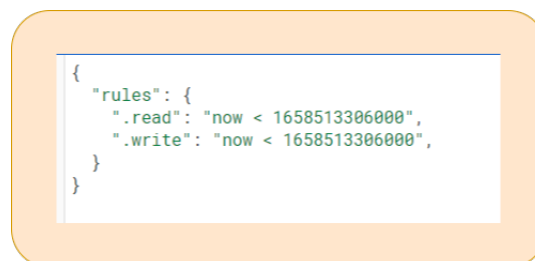 {
"rules": {
".read": "now < 1658513306000",
".write": "now < 1658513306000",
}
}